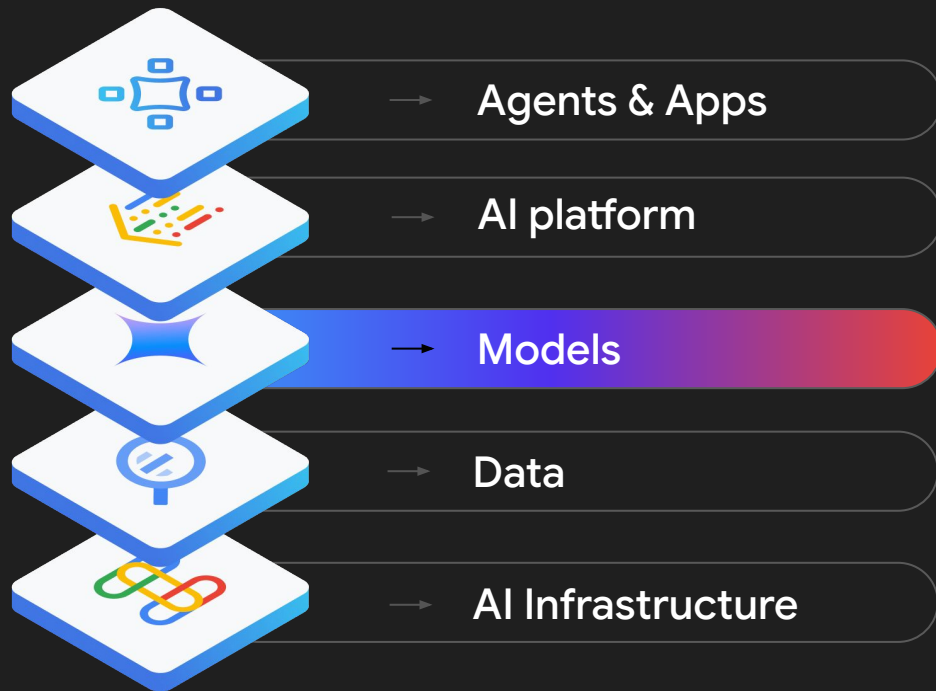 Agents & Apps
AI platform
Models
Data
AI Infrastructure